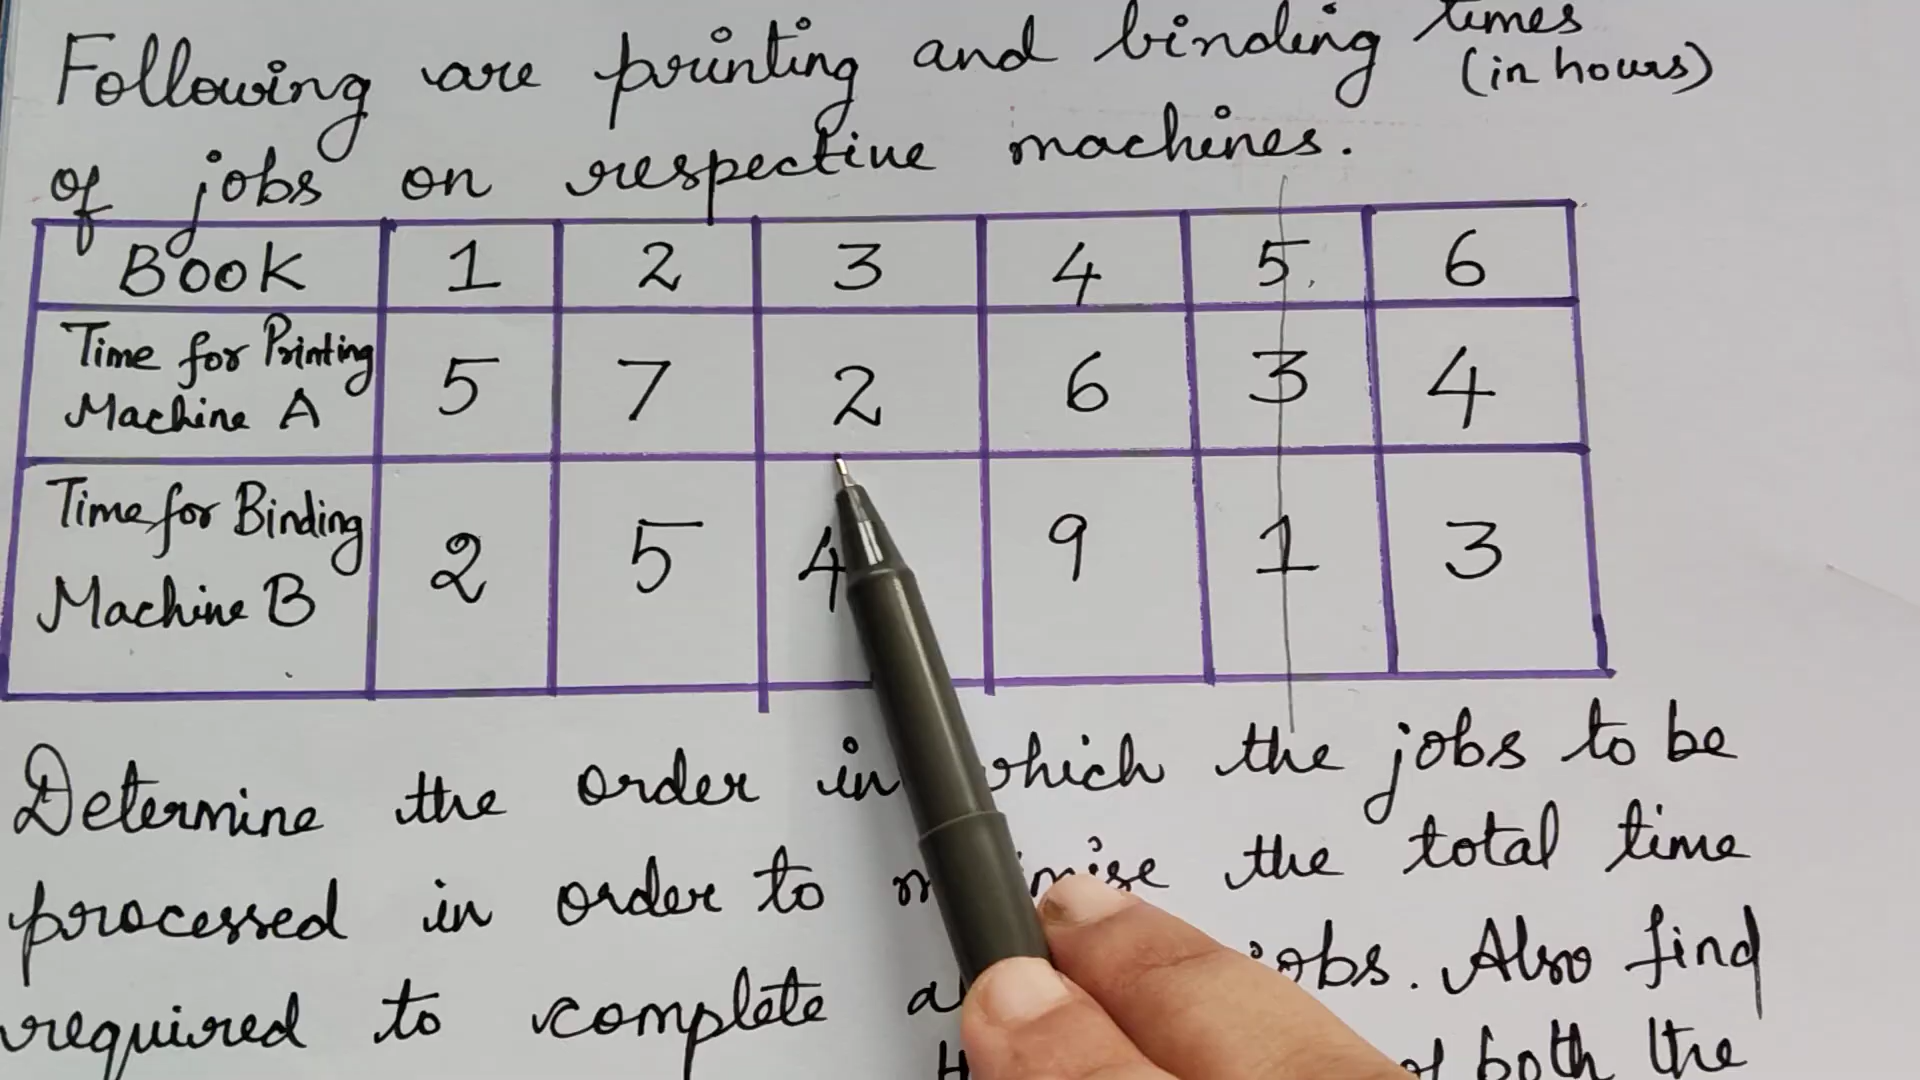 Following are printing and binding times
(in hours)
of jobs on respective machines.
Book 1 2 3 4 5 6
Time for Printing Machine A 5 7 2 6 3 4
Time for Binding Machine B 2 5 4 9 1 3
Determine the order in which the jobs to be
processed in order to the total time
required to complete jobs. Also find
of both the